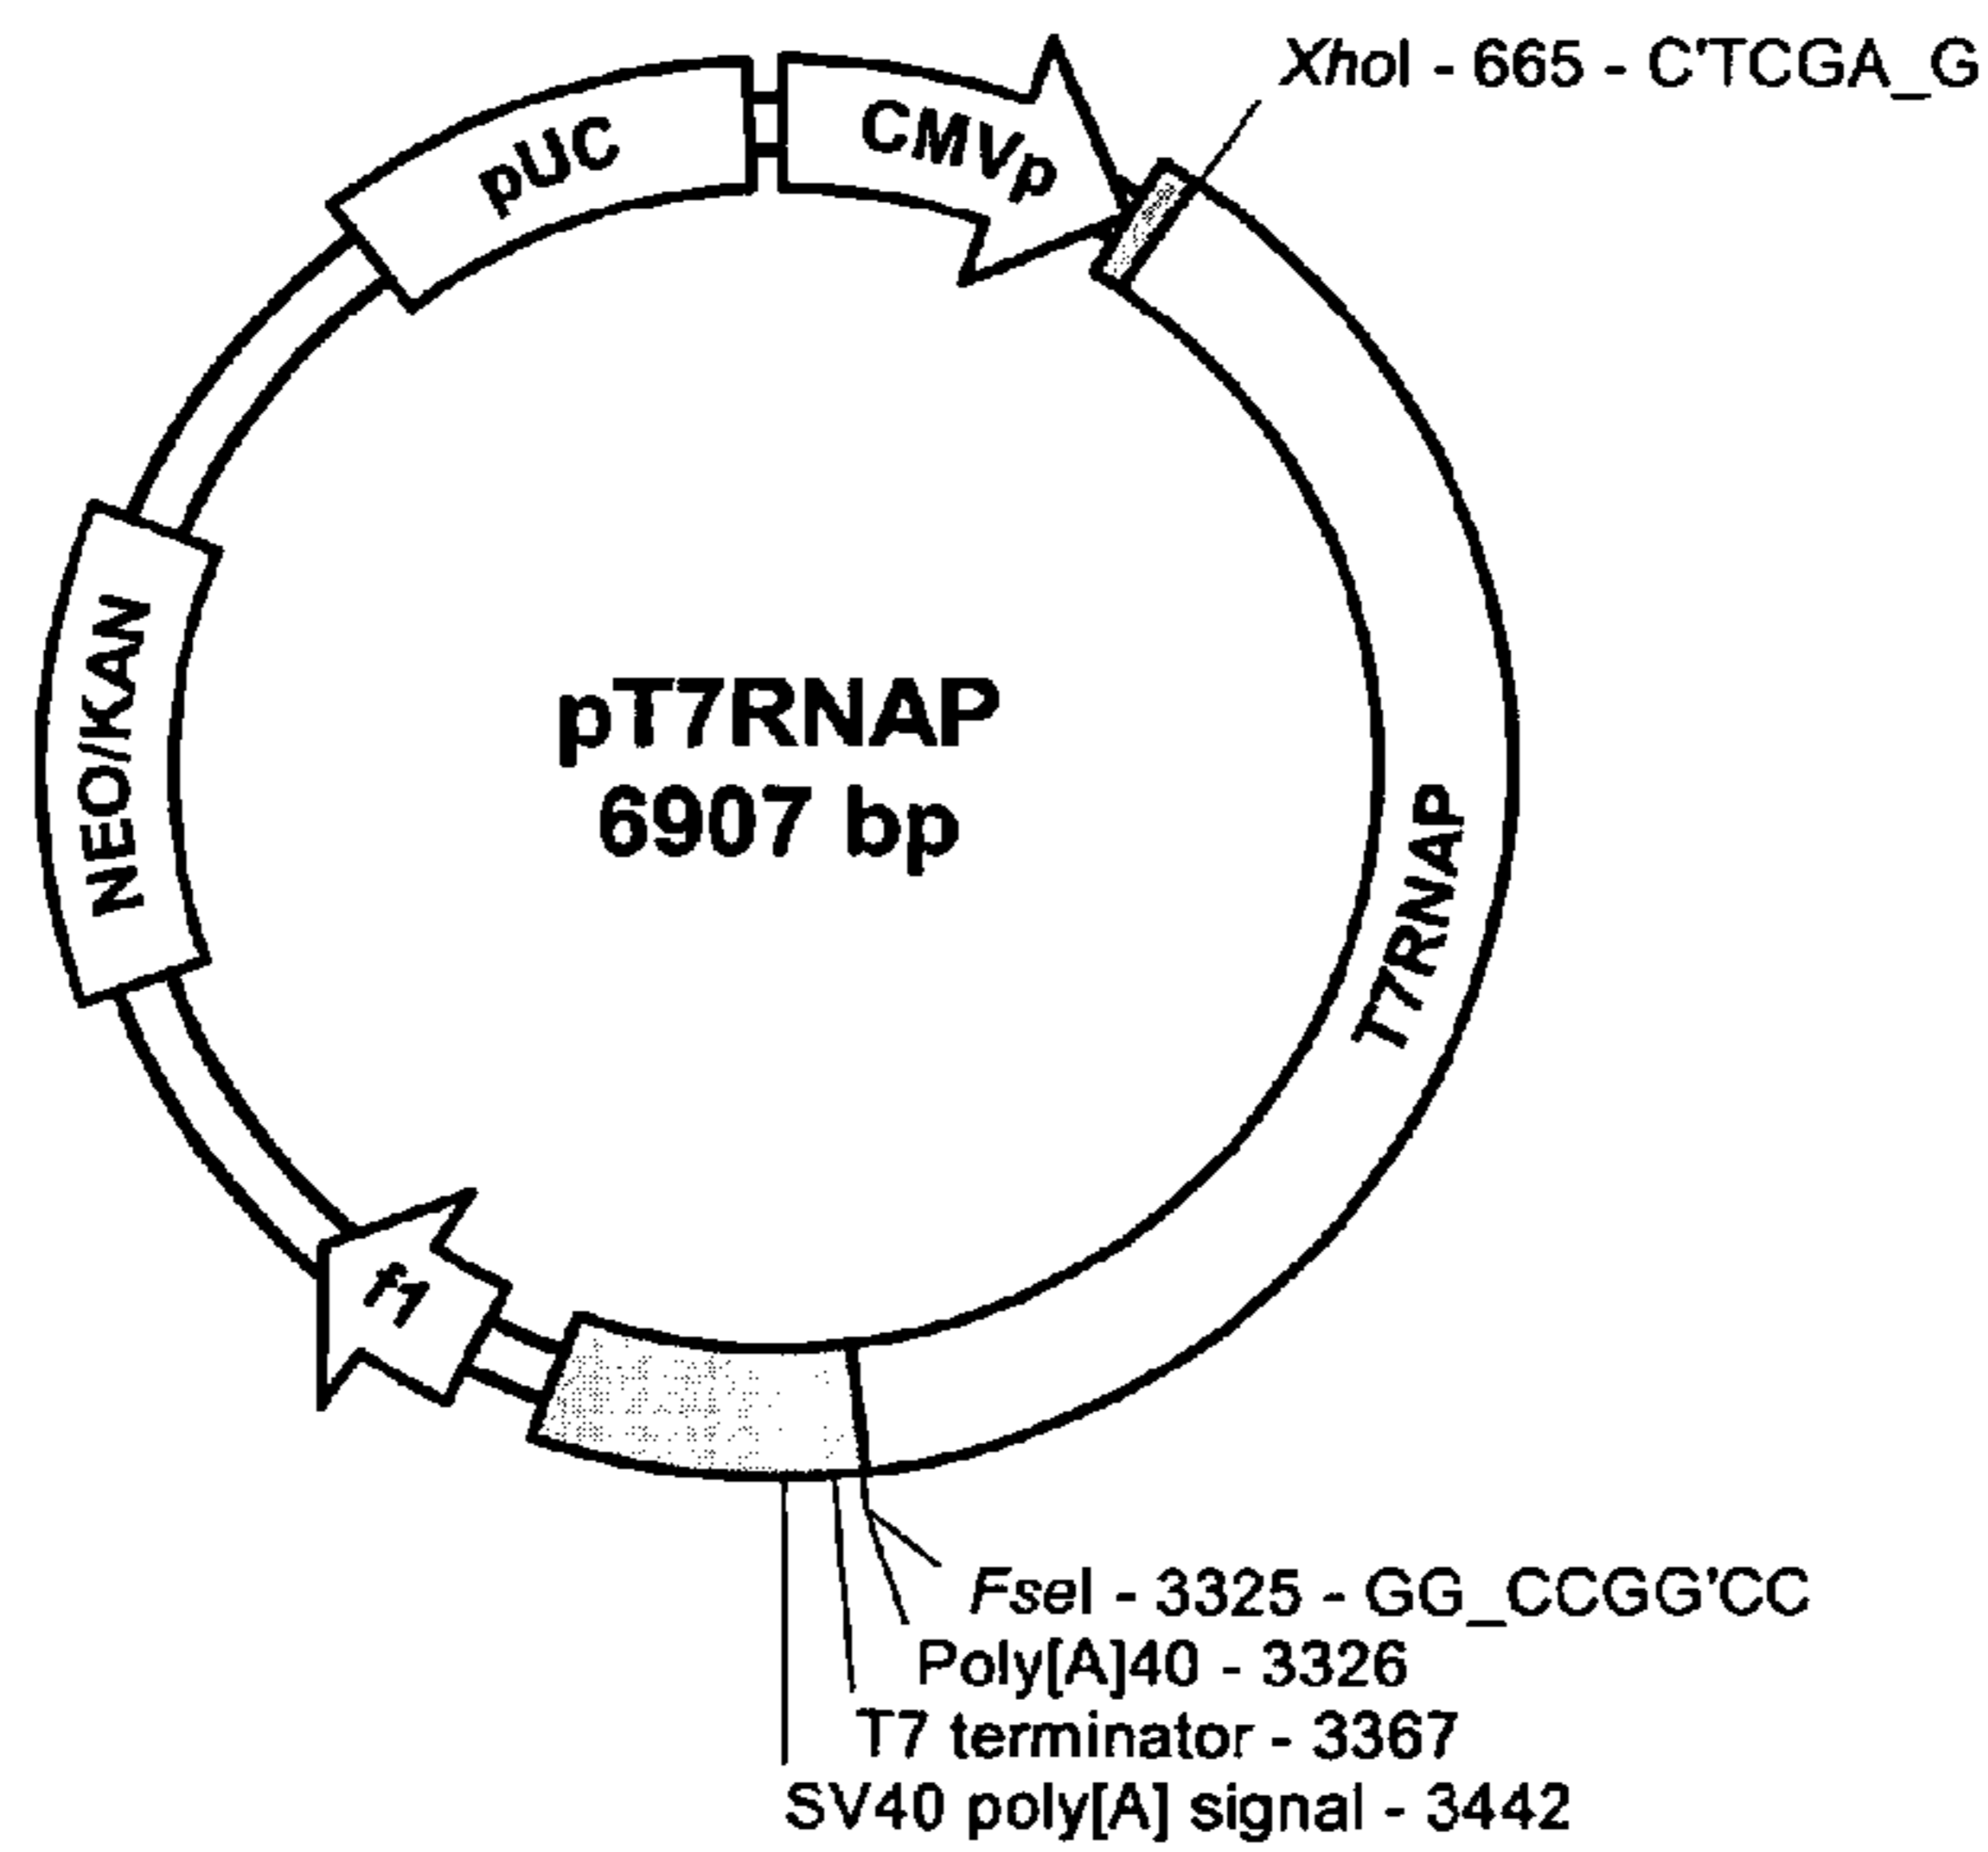 XhoI - 665 - C'TCGA_G
pUC
CMVp
NEO/KAN
pT7RNAP
6907 bp
T7RNAP
f1
FseI - 3325 - GG_CCGG'CC
Poly[A]40 - 3326
T7 terminator - 3367
SV40 poly[A] signal - 3442